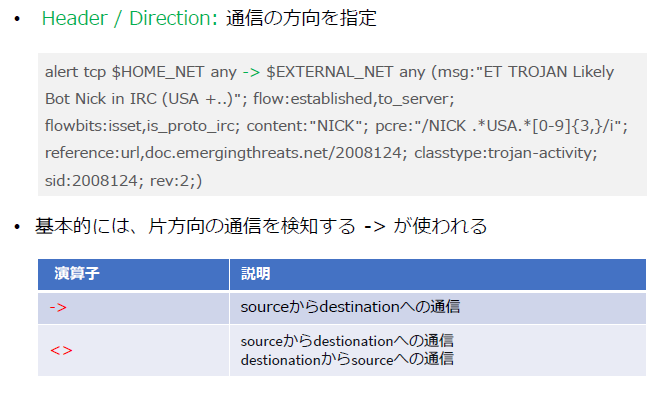 • Header / Direction: 通信の方向を指定
alert tcp $HOME_NET any -> $EXTERNAL_NET any (msg:"ET TROJAN Likely
Bot Nick in IRC (USA +..)"; flow:established,to_server;
flowbits:isset,is_proto_irc; content:"NICK"; pcre:"/NICK .*USA.*[0-9]{3,}/i";
reference:url,doc.emergingthreats.net/2008124; classtype:trojan-activity;
sid:2008124; rev:2;)
• 基本的には、片方向の通信を検知する -> が使われる
演算子 説明
-> sourceからdestinationへの通信
<> sourceからdestionationへの通信
destionationからsourceへの通信